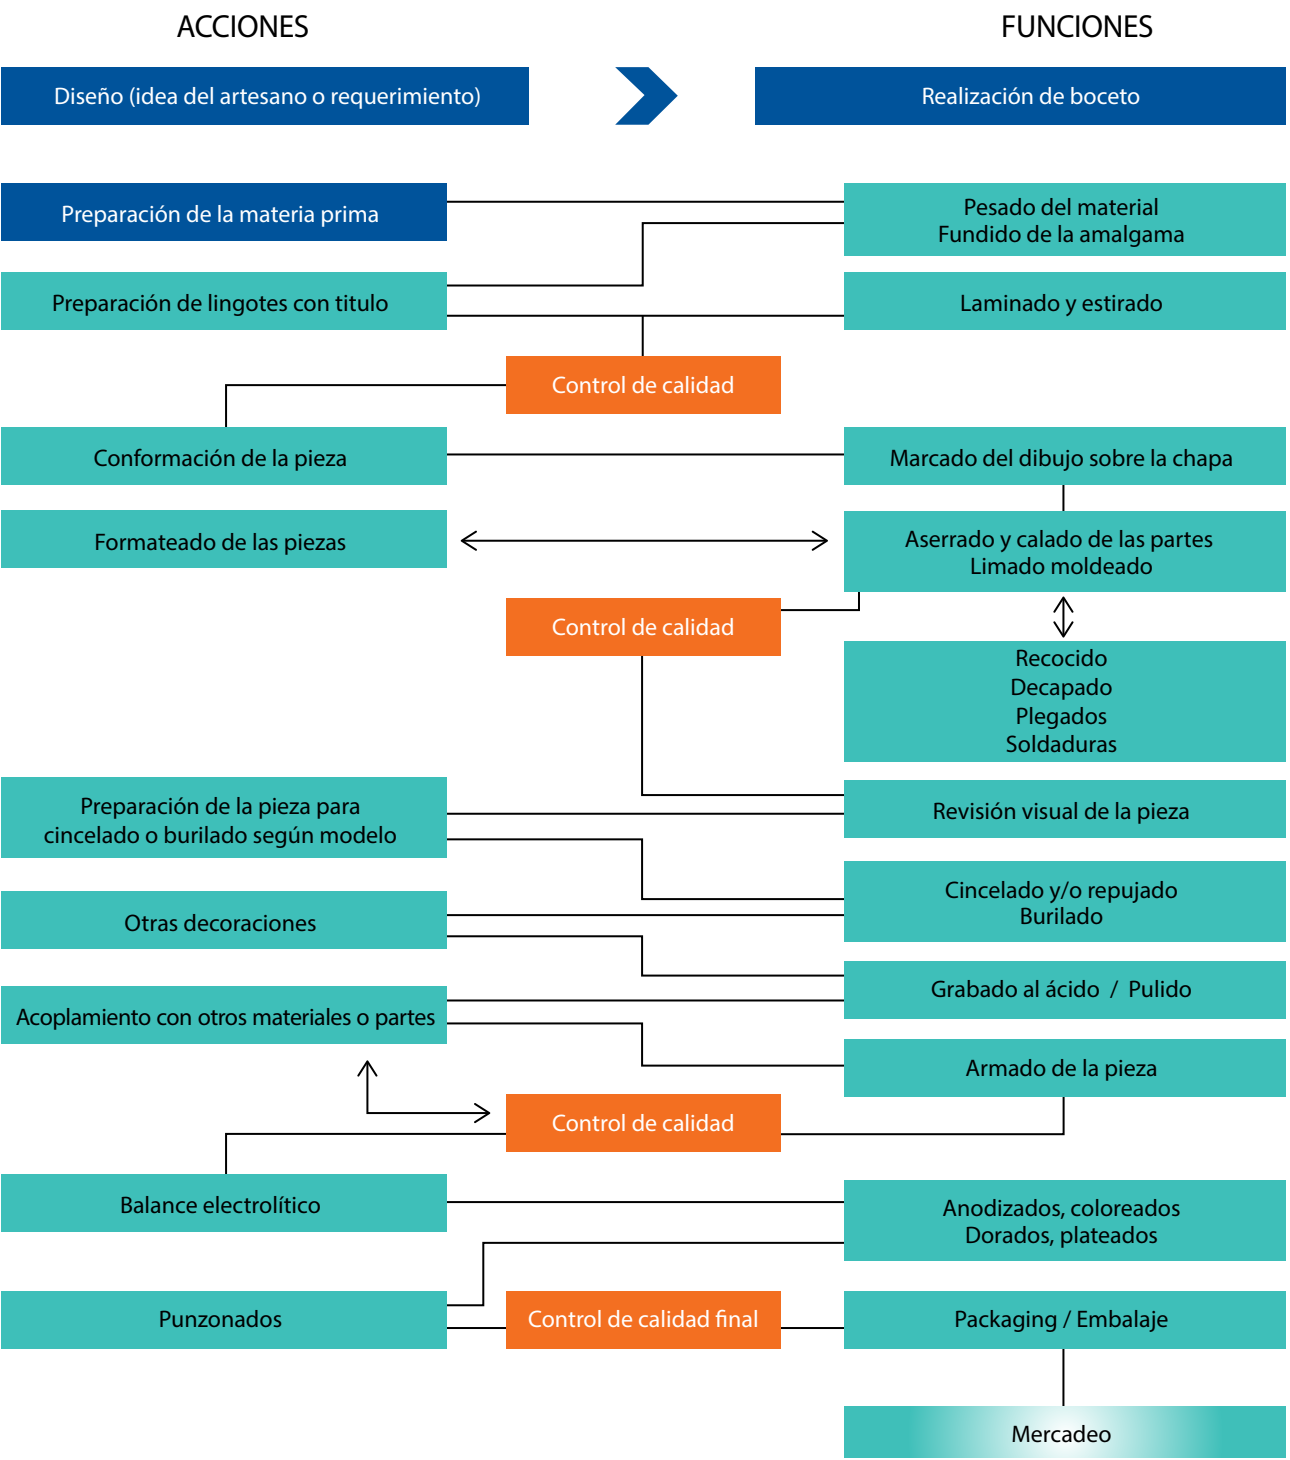 ACCIONES
FUNCIONES
Diseño (idea del artesano o requerimiento)
Realización de boceto
Preparación de la materia prima
Pesado del material
Fundido de la amalgama
Preparación de lingotes con titulo
Laminado y estirado
Control de calidad
Conformación de la pieza
Marcado del dibujo sobre la chapa
Formateado de las piezas
Aserrado y calado de las partes
Limado moldeado
Control de calidad
Recocido
Decapado
Plegados
Soldaduras
Preparación de la pieza para
cincelado o burilado según modelo
Revisión visual de la pieza
Cincelado y/o repujado
Burilado
Otras decoraciones
Grabado al ácido / Pulido
Acoplamiento con otros materiales o partes
Armado de la pieza
Control de calidad
Balance electrolítico
Anodizados, coloreados
Dorados, plateados
Punzonados
Control de calidad final
Packaging / Embalaje
Mercadeo